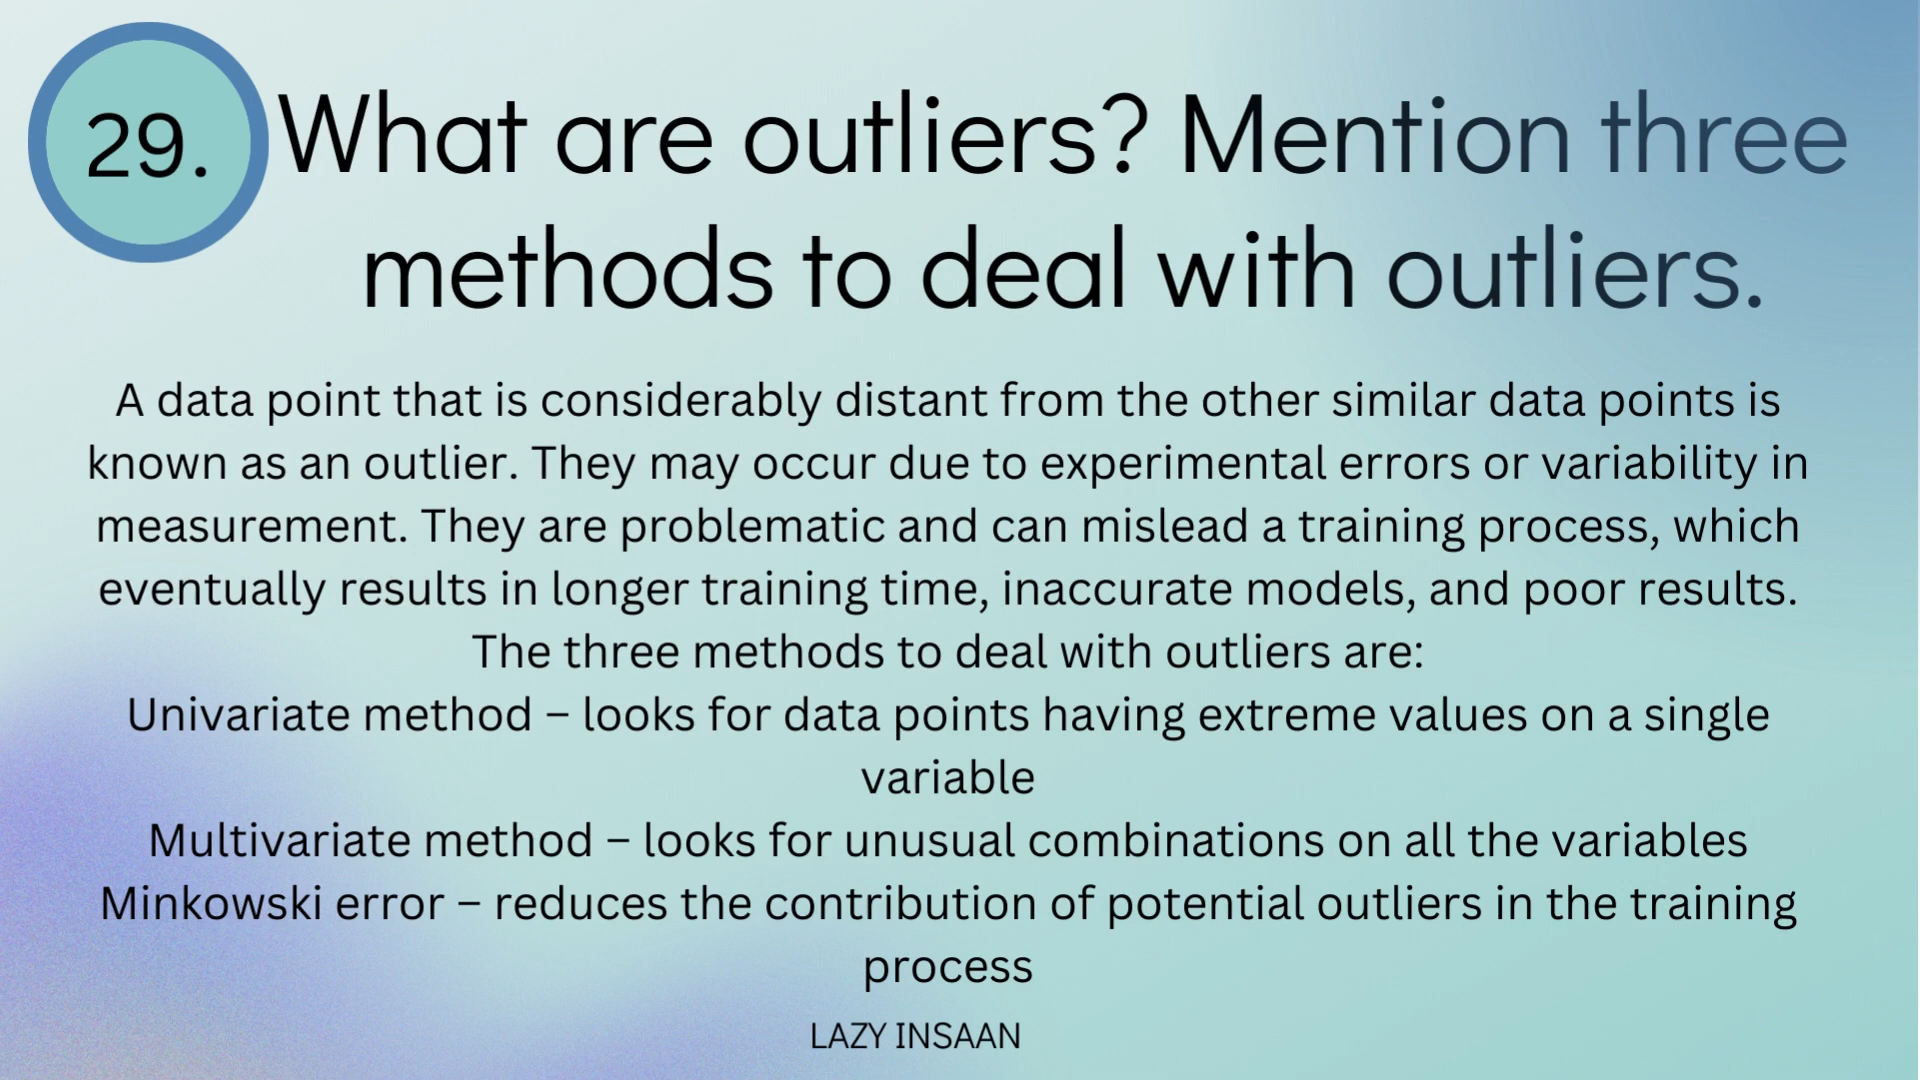 29.
What are outliers? Mention three
methods to deal with outliers.
A data point that is considerably distant from the other similar data points is
known as an outlier. They may occur due to experimental errors or variability in
measurement. They are problematic and can mislead a training process, which
eventually results in longer training time, inaccurate models, and poor results.
The three methods to deal with outliers are:
Univariate method – looks for data points having extreme values on a single
variable
Multivariate method – looks for unusual combinations on all the variables
Minkowski error – reduces the contribution of potential outliers in the training
process
LAZY INSAAN